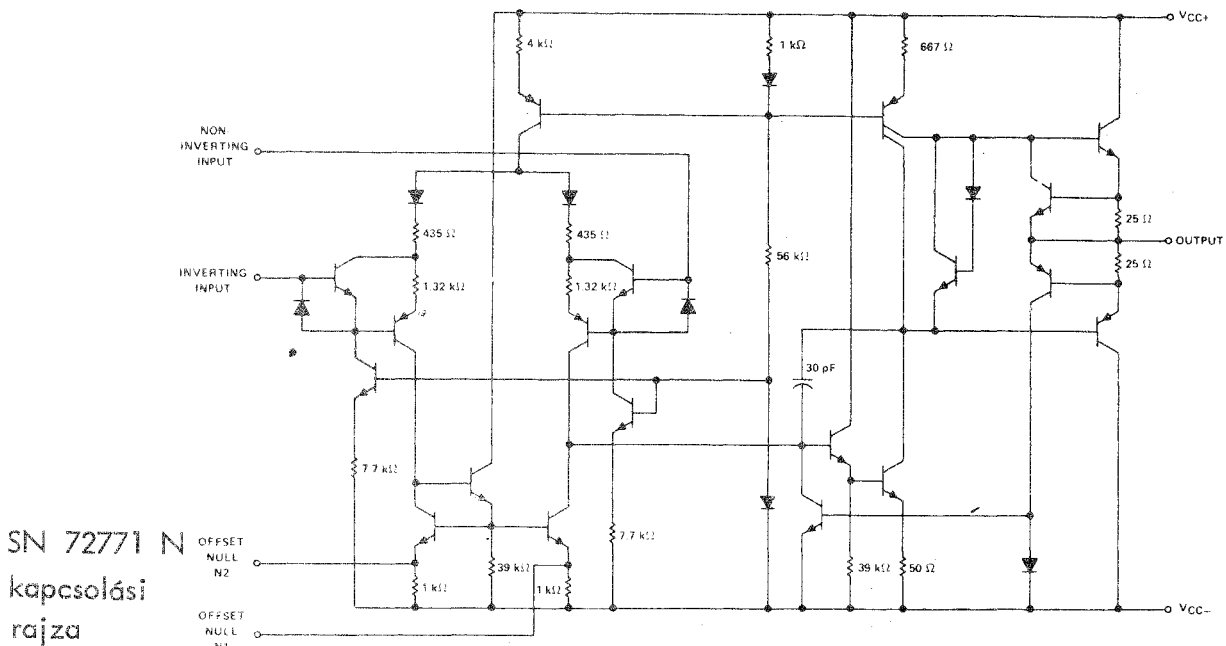 VCC+
4 kΩ
1 kΩ
667 Ω
NON-
INVERTING
INPUT
435 Ω
435 Ω
25 Ω
OUTPUT
56 kΩ
25 Ω
INVERTING
INPUT
1.32 kΩ
1.32 kΩ
30 pF
7.7 kΩ
SN 72771 N
kapcsolási
rajza
OFFSET
NULL
N2
7.7 kΩ
1 kΩ
39 kΩ
1 kΩ
39 kΩ
50 Ω
VCC−
OFFSET
NULL
N1